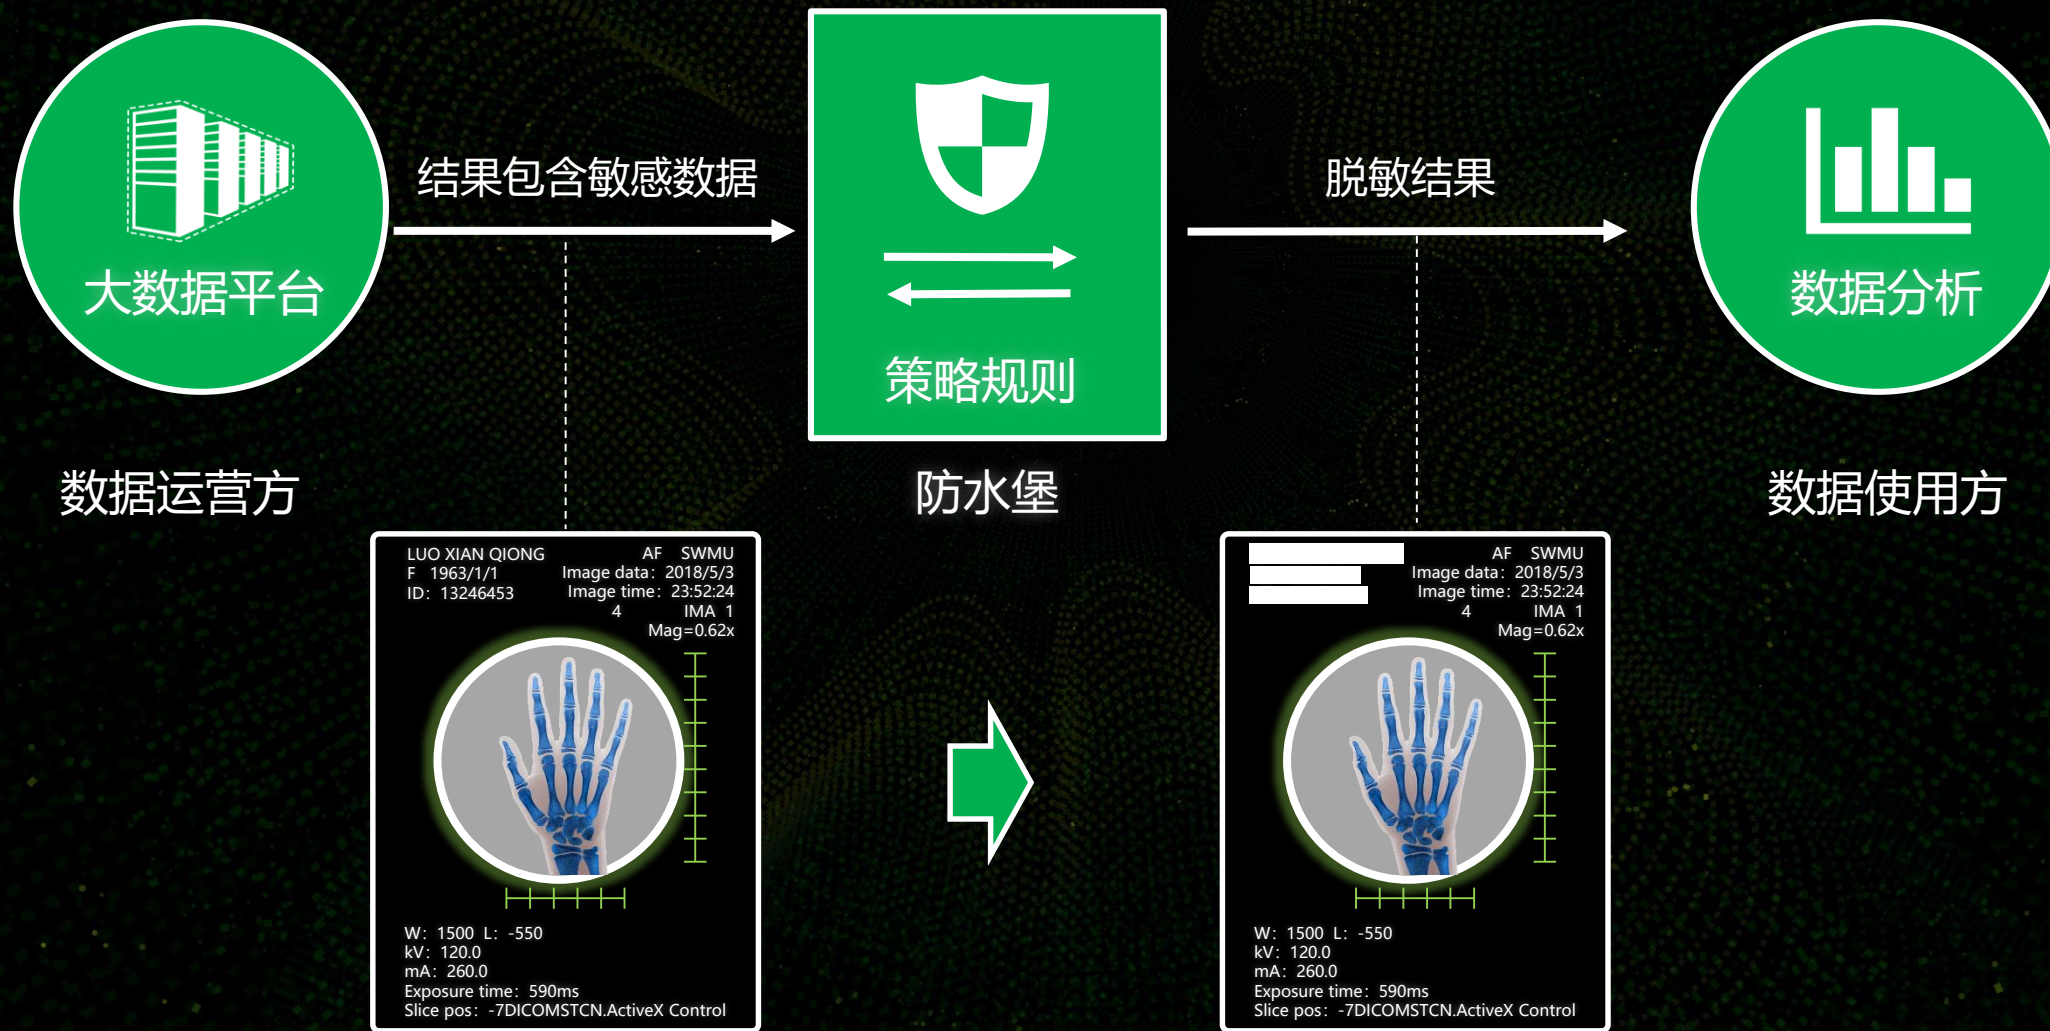 结果包含敏感数据
脱敏结果
大数据平台
策略规则
数据分析
数据运营方
防水堡
数据使用方
LUO XIAN QIONG
F 1963/1/1
ID: 13246453
AF SWMU
Image data: 2018/5/3
Image time: 23:52:24
4 IMA 1
Mag=0.62x
W: 1500 L: -550
kV: 120.0
mA: 260.0
Exposure time: 590ms
Slice pos: -7DICOMSTCN.ActiveX Control
AF SWMU
Image data: 2018/5/3
Image time: 23:52:24
4 IMA 1
Mag=0.62x
W: 1500 L: -550
kV: 120.0
mA: 260.0
Exposure time: 590ms
Slice pos: -7DICOMSTCN.ActiveX Control